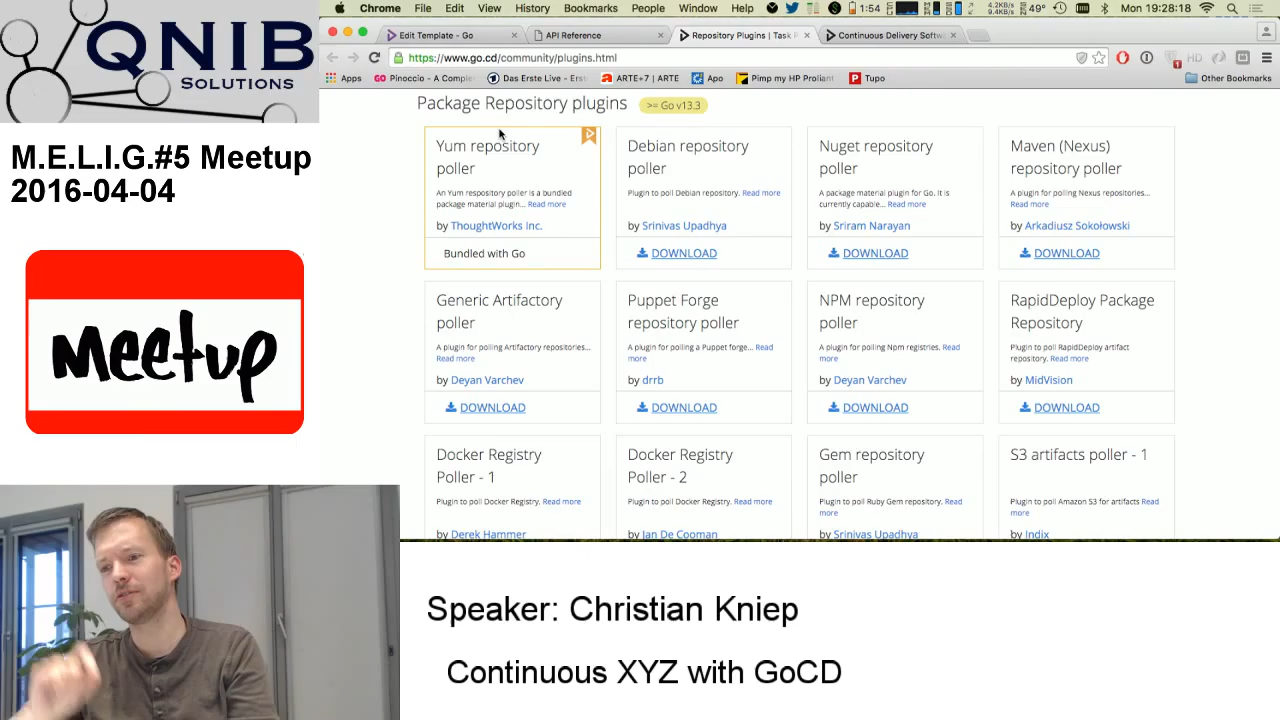 QNIB
SOLUTIONS
M.E.L.I.G.#5 Meetup
2016-04-04
Meetup
Chrome File Edit View History Bookmarks People Window Help
1:54 4.2KB/s 9.4KB/s 49° Mon 19:28:18
Edit Template - Go
API Reference
Repository Plugins | Task P
Continuous Delivery Softw
https://www.go.cd/community/plugins.html
Apps
GO Pinoccio - A Comple
Das Erste Live - Erst
ARTE+7 | ARTE
Apo
Pimp my HP Proliant
Tupo
Other Bookmarks
Package Repository plugins >= Go v13.3
Yum repository
poller
An Yum respository poller is a bundled
package material plugin... Read more
by ThoughtWorks Inc.
Bundled with Go
Debian repository
poller
Plugin to poll Debian repository. Read more
by Srinivas Upadhya
DOWNLOAD
Nuget repository
poller
A package material plugin for Go. It is
currently capable... Read more
by Sriram Narayan
DOWNLOAD
Maven (Nexus)
repository poller
A plugin for polling Nexus repositories...
Read more
by Arkadiusz Sokołowski
DOWNLOAD
Generic Artifactory
poller
A plugin for polling Artifactory repositories...
Read more
by Deyan Varchev
DOWNLOAD
Puppet Forge
repository poller
A plugin for polling a Puppet forge... Read
more
by drrb
DOWNLOAD
NPM repository
poller
A plugin for polling Npm registries. Read
more
by Deyan Varchev
DOWNLOAD
RapidDeploy Package
Repository
Plugin to poll RapidDeploy artifact
repository. Read more
by MidVision
DOWNLOAD
Docker Registry
Poller - 1
Plugin to poll Docker Registry. Read more
by Derek Hammer
Docker Registry
Poller - 2
Plugin to poll Docker Registry. Read more
by Jan De Cooman
Gem repository
poller
Plugin to poll Ruby Gem repository. Read
more
by Srinivas Upadhya
S3 artifacts poller - 1
Plugin to poll Amazon S3 for artifacts Read
more
by Indix
Speaker: Christian Kniep
Continuous XYZ with GoCD